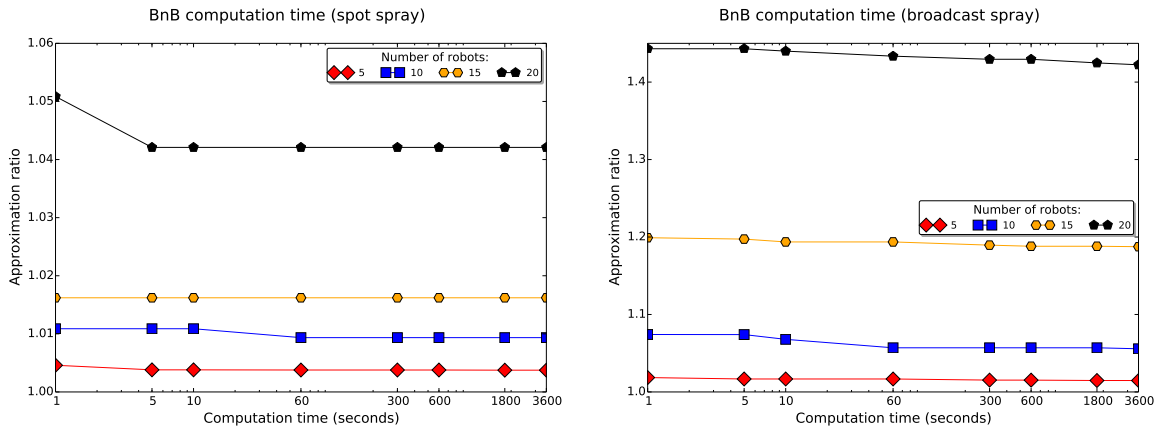 BnB computation time (spot spray)
1.06
1.05
1.04
1.03
1.02
1.01
1.00
Approximation ratio
Number of robots:
5 10 15 20
1 5 10 60 300 600 1800 3600
Computation time (seconds)
BnB computation time (broadcast spray)
1.4
1.3
1.2
1.1
1.0
Approximation ratio
Number of robots:
5 10 15 20
1 5 10 60 300 600 1800 3600
Computation time (seconds)